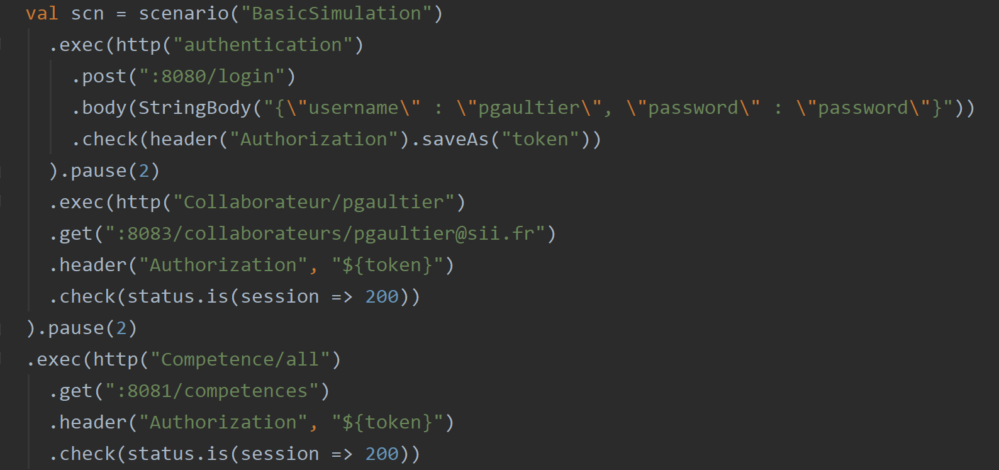 val scn = scenario("BasicSimulation")
.exec(http("authentication")
.post(":8080/login")
.body(StringBody("{\"username\" : \"pgaultier\", \"password\" : \"password\"}"))
.check(header("Authorization").saveAs("token"))
).pause(2)
.exec(http("Collaborateur/pgaultier")
.get(":8083/collaborateurs/pgaultier@sii.fr")
.header("Authorization", "${token}")
.check(status.is(session => 200))
).pause(2)
.exec(http("Competence/all")
.get(":8081/competences")
.header("Authorization", "${token}")
.check(status.is(session => 200))